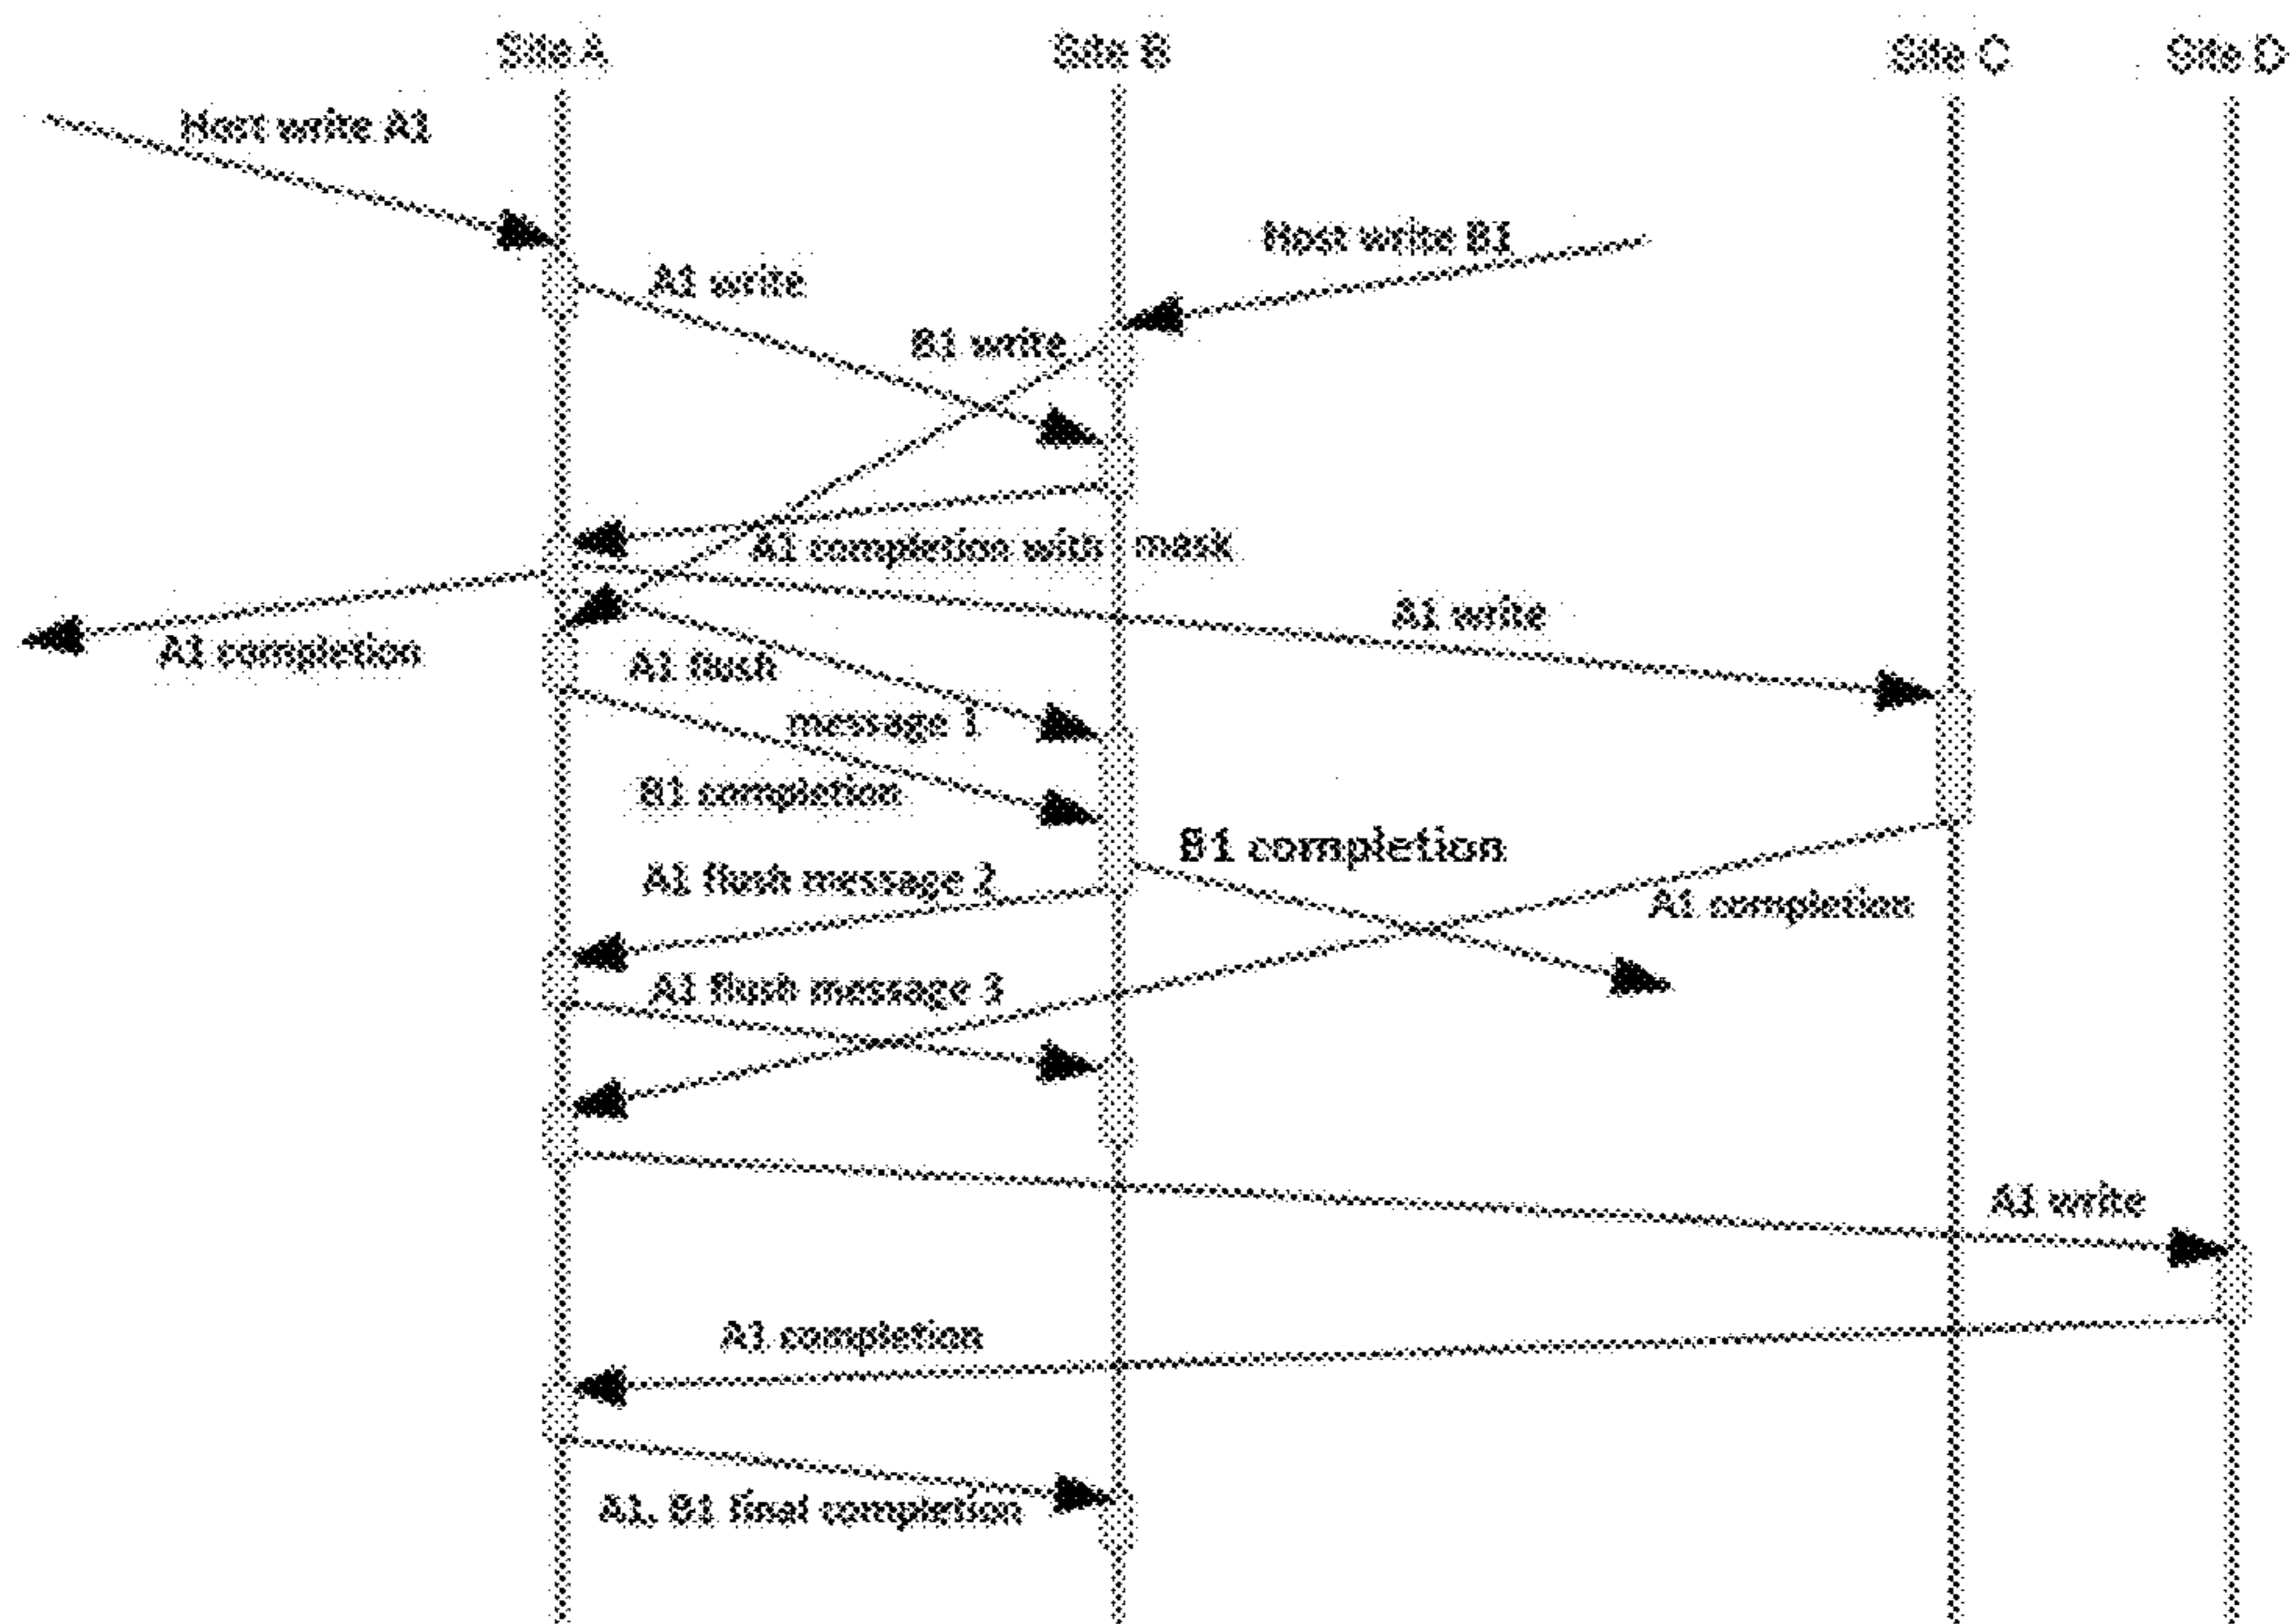 Site A
Site B
Site C
Site D
Host write A1
Host write B1
A1 write
B1 write
A1 completion with mask
A1 write
A1 completion
A1 flush
message 1
B1 completion
B1 completion
A1 flush message 2
A1 completion
A1 flush message 3
A1 write
A1 completion
A1, B1 final completion